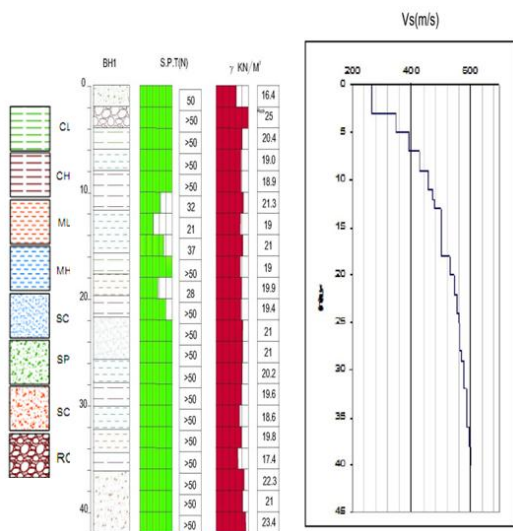 Vs(m/s)
BH1 S.P.T(N) γ KN/M³
200 400 600
0 50 16.4 0
>50 25
>50 20.4 5
CL >50 19.0
CH >50 18.9 10
10 32 21.3
ML 21 19
37 21 15
MH >50 19
28 19.9 20
20 >50 19.4
SC >50 21
>50 21 25
SP >50 20.2
>50 19.6 30
30 >50 18.6
SC >50 19.8
>50 17.4 35
>50 22.3
>50 21 40
40 >50 23.4
45